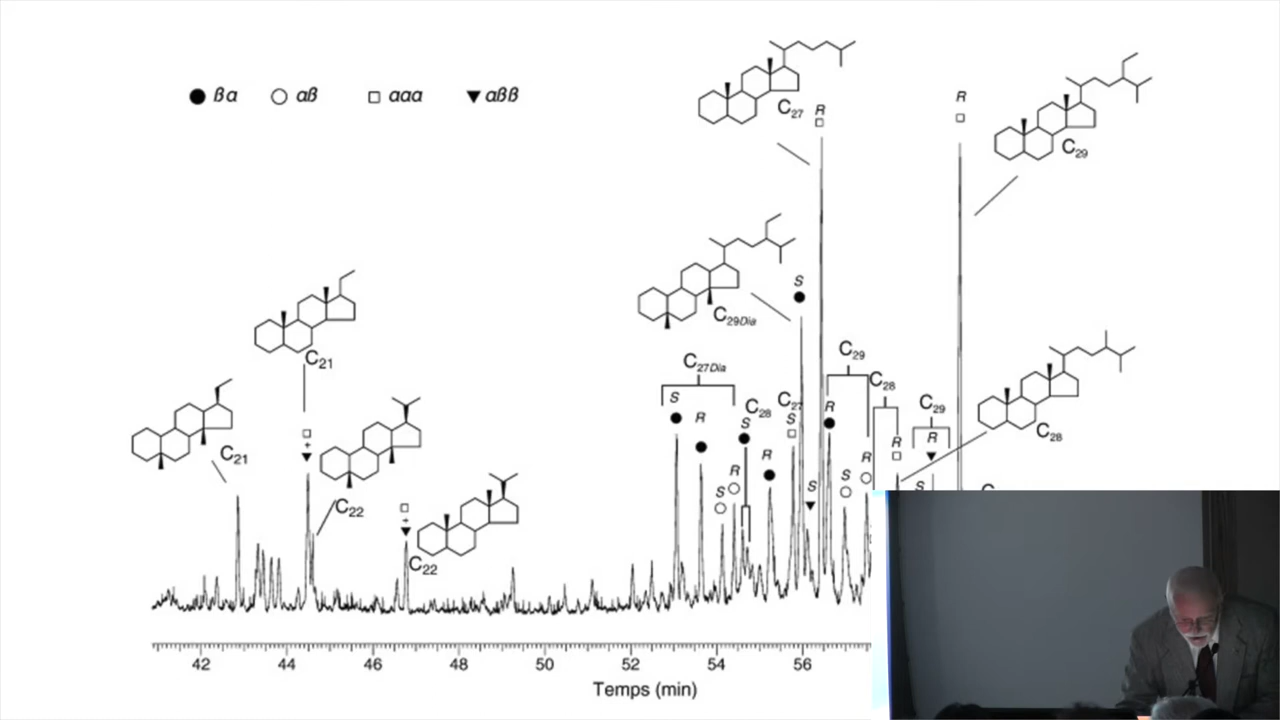 βα αβ ααα αββ
C27 R
R
C29
S
C29Dia
C21
C27Dia
C29
C28
S R
C28
S
C27
S
R
C29
R
R
R
C28
C21
R
S
S
R
S
C22
S
C
C22
42 44 46 48 50 52 54 56
Temps (min)